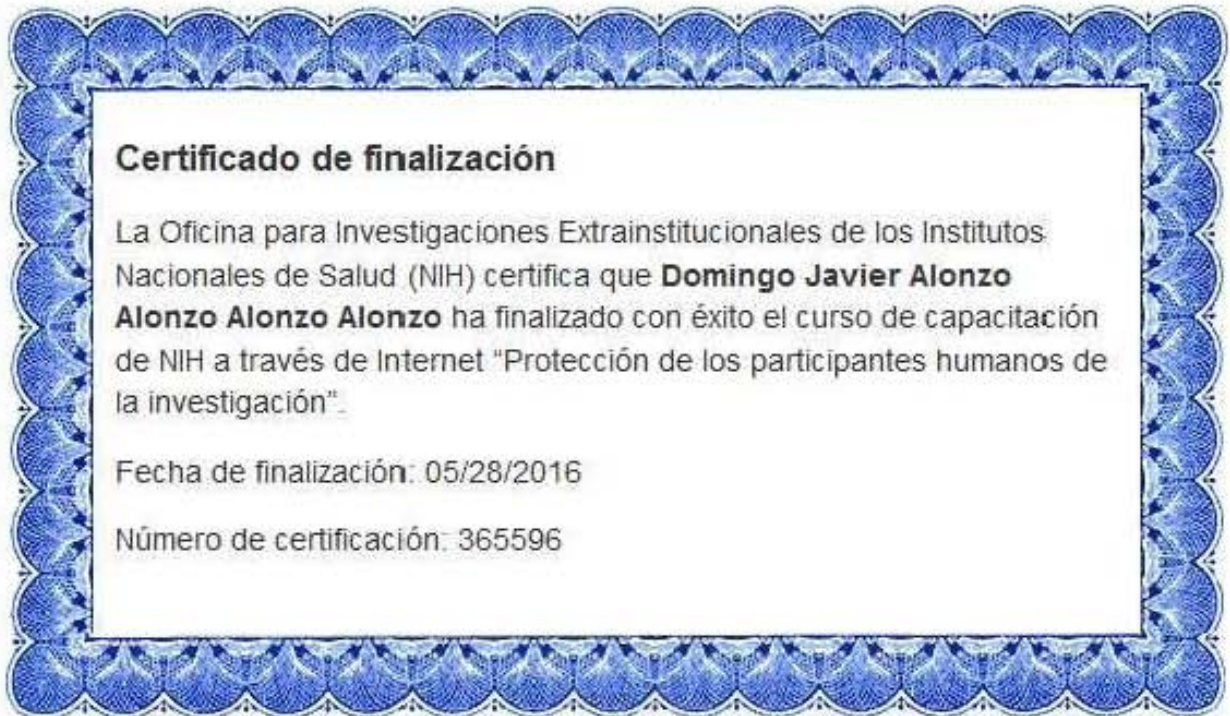 Certificado de finalización
La Oficina para Investigaciones Extrainstitucionales de los Institutos
Nacionales de Salud (NIH) certifica que Domingo Javier Alonzo
Alonzo Alonzo Alonzo ha finalizado con éxito el curso de capacitación
de NIH a través de Internet “Protección de los participantes humanos de
la investigación”.
Fecha de finalización: 05/28/2016
Número de certificación: 365596